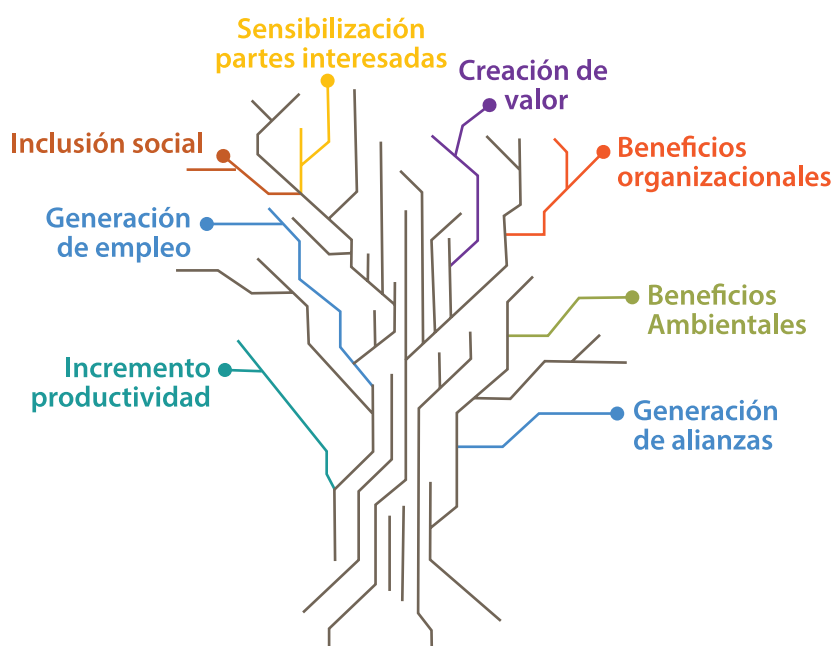 Sensibilización
partes interesadas
Creación de
valor
Inclusión social
Beneficios
organizacionales
Generación
de empleo
Beneficios
Ambientales
Incremento
productividad
Generación
de alianzas